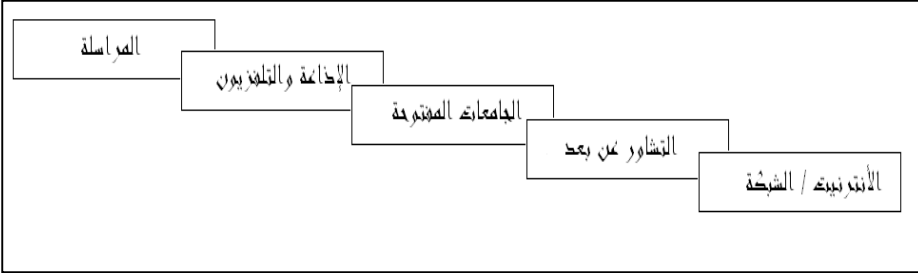 المراسلة
الإذاعة والتلفزيون
الجامعات المفتوحة
التشاور عن بعد
الأنترنيت / الشبكة